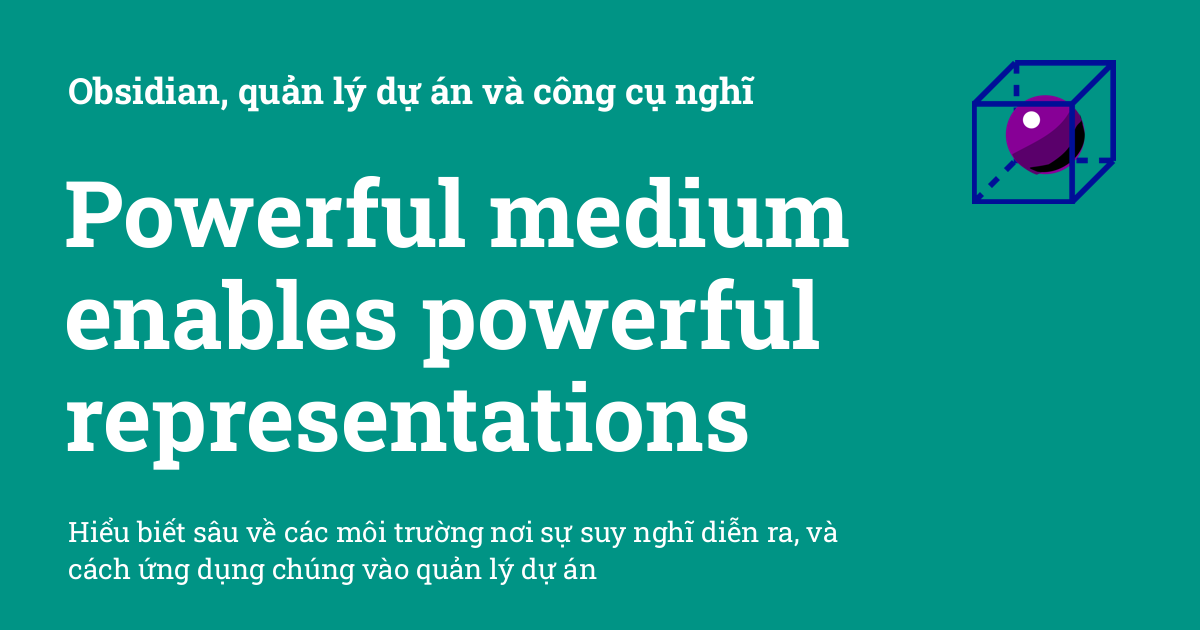 Obsidian, quản lý dự án và công cụ nghĩ
Powerful medium
enables powerful
representations
Hiểu biết sâu về các môi trường nơi sự suy nghĩ diễn ra, và
cách ứng dụng chúng vào quản lý dự án